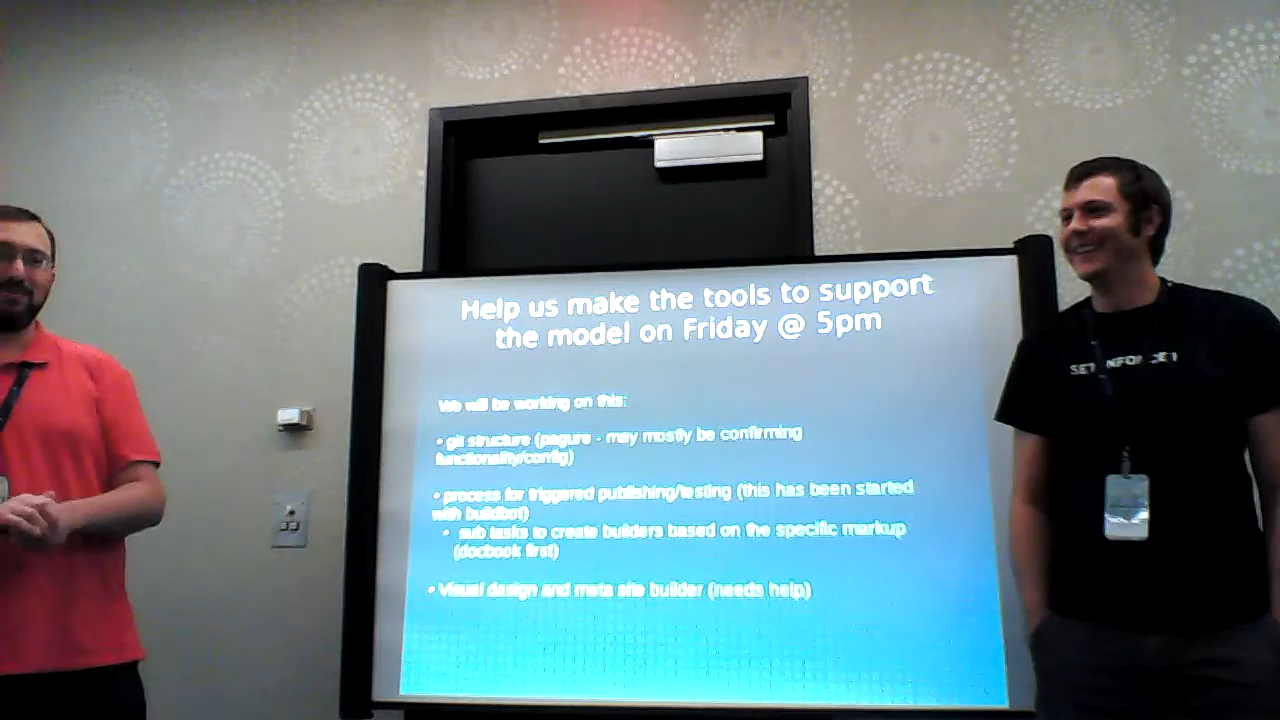 Help us make the tools to support
the model on Friday @ 5pm
We will be working on this:
• git structure (pagure - may mostly be confirming
functionality/config)
• process for triggered publishing/testing (this has been started
with buildbot)
• sub tasks to create builders based on the specific markup
(docbook first)
• Visual design and meta site builder (needs help)